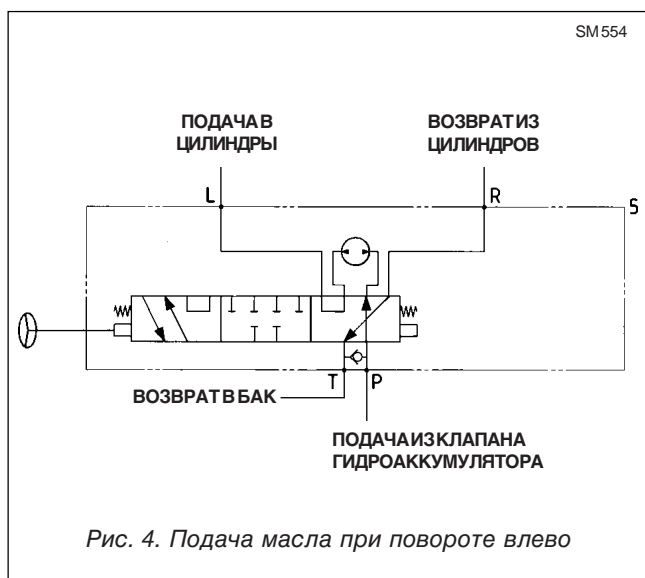 SM 554
ПОДАЧА В
ЦИЛИНДРЫ
ВОЗВРАТ ИЗ
ЦИЛИНДРОВ
L
R
S
T
P
ВОЗВРАТ В БАК
ПОДАЧА ИЗ КЛАПАНА
ГИДРОАККУМУЛЯТОРА
Рис. 4. Подача масла при повороте влево